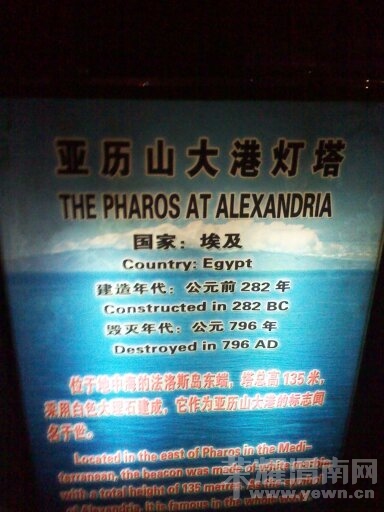 亚历山大港灯塔
THE PHAROS AT ALEXANDRIA
国家：埃及
Country: Egypt
建造年代：公元前 282 年
Constructed in 282 BC
毁灭年代：公元 796 年
Destroyed in 796 AD
位于地中海的法洛斯岛东端，塔总高 135 米，
采用白色大理石建成，它作为亚历山大港的标志闻
名于世。
Located in the east of Pharos in the Medi-
terranean, the beacon was made of white
with a total height of 135
of Alexandria, it is famous in the
www.yewn.cn